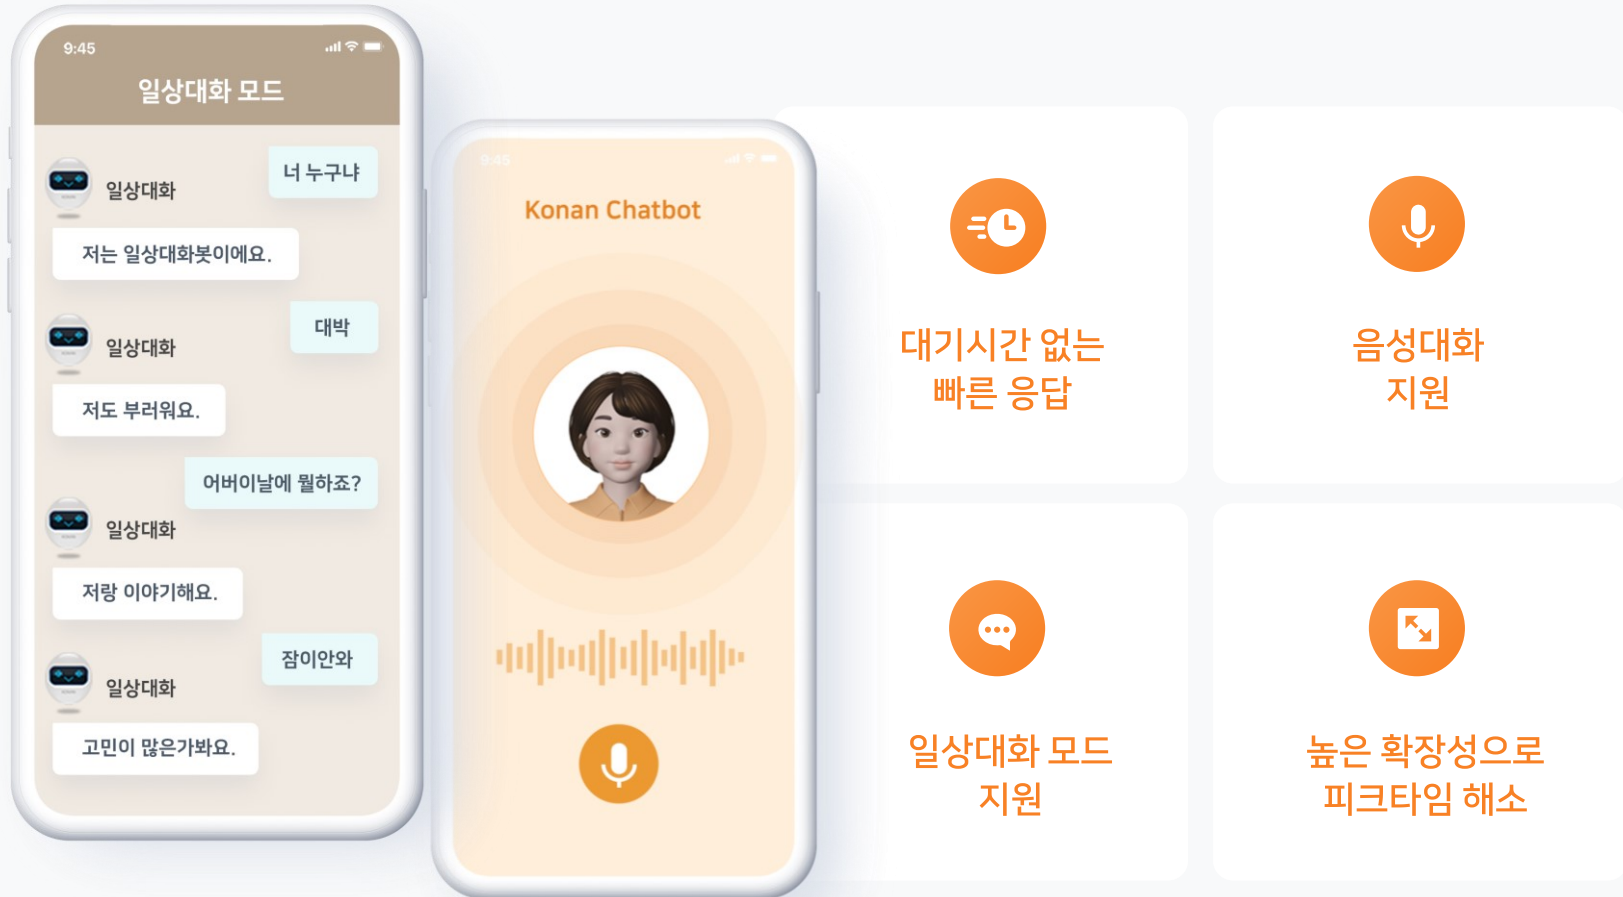 9:45
일상대화 모드
너 누구냐
일상대화
저는 일상대화봇이에요.
대박
일상대화
저도 부러워요.
어버이날에 뭘하죠?
일상대화
저랑 이야기해요.
잠이안와
일상대화
고민이 많은가봐요.
9:45
Konan Chatbot
대기시간 없는
빠른 응답
음성대화
지원
일상대화 모드
지원
높은 확장성으로
피크타임 해소